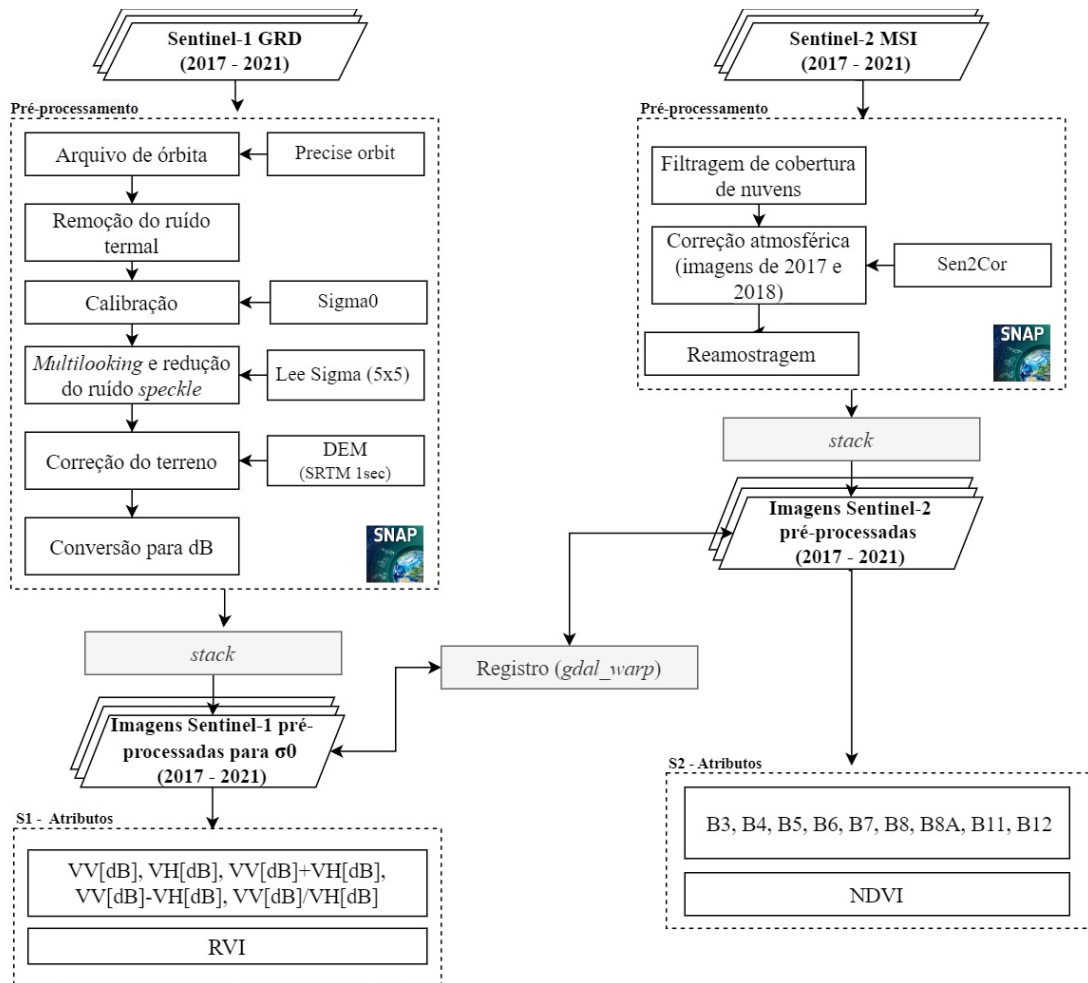 Sentinel-1 GRD
(2017 - 2021)
Pré-processamento
Arquivo de órbita
Precise orbit
Remoção do ruído
termal
Calibração
Sigma0
Multilooking e redução
do ruído speckle
Lee Sigma (5x5)
Correção do terreno
DEM
(SRTM 1sec)
Conversão para dB
SNAP
stack
Imagens Sentinel-1 pré-
processadas para σ0
(2017 - 2021)
S1 - Atributos
VV[dB], VH[dB], VV[dB]+VH[dB],
VV[dB]-VH[dB], VV[dB]/VH[dB]
RVI
Registro (gdal_warp)
Sentinel-2 MSI
(2017 - 2021)
Pré-processamento
Filtragem de cobertura
de nuvens
Correção atmosférica
(imagens de 2017 e
2018)
Sen2Cor
Reamostragem
SNAP
stack
Imagens Sentinel-2
pré-processadas
(2017 - 2021)
S2 - Atributos
B3, B4, B5, B6, B7, B8, B8A, B11, B12
NDVI